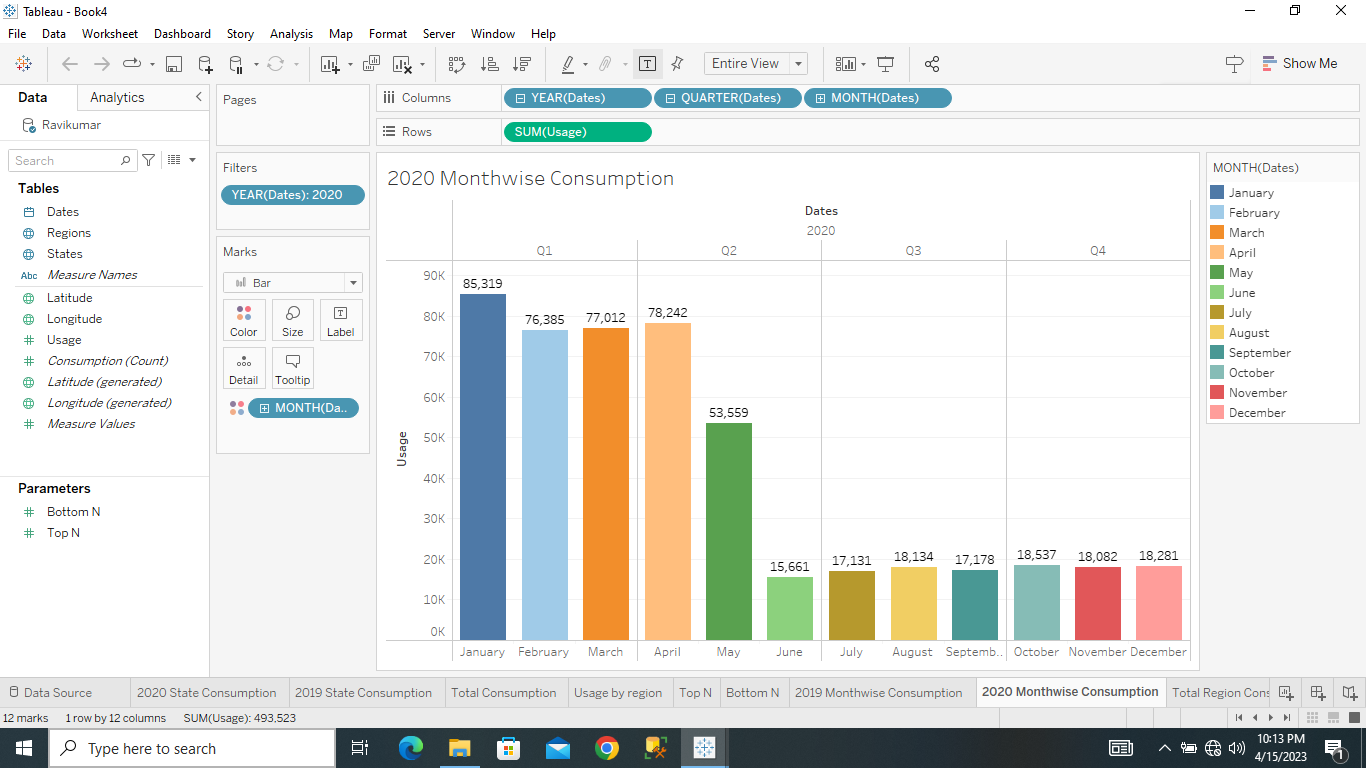 Tableau - Book4
File Data Worksheet Dashboard Story Analysis Map Format Server Window Help
Entire View
Show Me
Data Analytics
Ravikumar
Search
Tables
Dates
Regions
States
Abc Measure Names
Latitude
Longitude
Usage
Consumption (Count)
Latitude (generated)
Longitude (generated)
Measure Values
Parameters
Bottom N
Top N
Pages
Filters
YEAR(Dates): 2020
Marks
Bar
Color Size Label
Detail Tooltip
MONTH(Da..
Columns YEAR(Dates) QUARTER(Dates) MONTH(Dates)
Rows SUM(Usage)
2020 Monthwise Consumption
Dates
2020
Q1 Q2 Q3 Q4
Usage
90K
80K
70K
60K
50K
40K
30K
20K
10K
0K
85,319 76,385 77,012 78,242 53,559 15,661 17,131 18,134 17,178 18,537 18,082 18,281
January February March April May June July August Septemb.. October November December
MONTH(Dates)
January
February
March
April
May
June
July
August
September
October
November
December
Data Source 2020 State Consumption 2019 State Consumption Total Consumption Usage by region Top N Bottom N 2019 Monthwise Consumption 2020 Monthwise Consumption Total Region Cons
12 marks 1 row by 12 columns SUM(Usage): 493,523
Type here to search
10:13 PM
4/15/2023
1